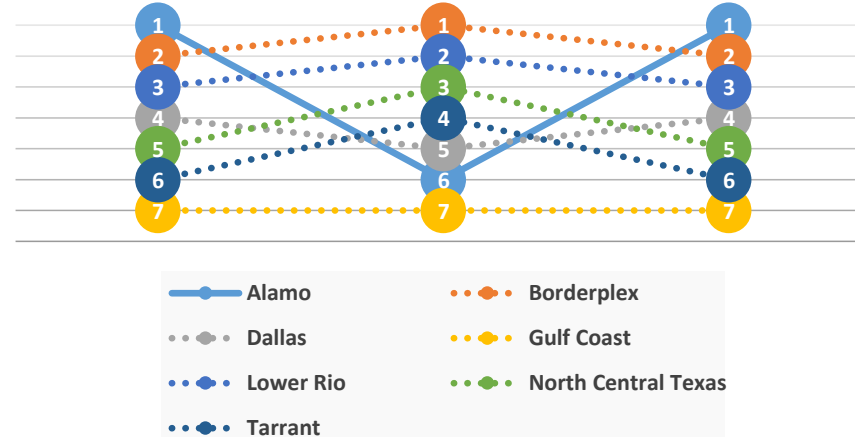 1 1 1
2 2 2
3 3 3
4 4 4
5 5 5
6 6 6
7 7 7
Alamo Borderplex
Dallas Gulf Coast
Lower Rio North Central Texas
Tarrant